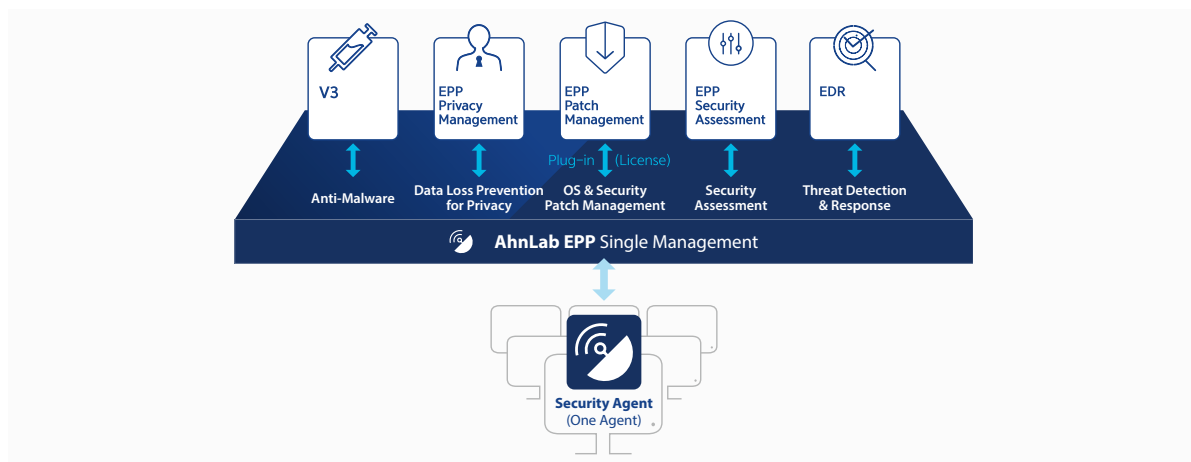 V3
EPP
Privacy
Management
EPP
Patch
Management
EPP
Security
Assessment
EDR
Plug-in (License)
Anti-Malware
Data Loss Prevention
for Privacy
OS & Security
Patch Management
Security
Assessment
Threat Detection
& Response
AhnLab EPP Single Management
Security Agent
(One Agent)